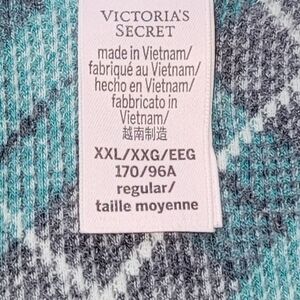 VICTORIA'S
SECRET
made in Vietnam/
fabriqué au Vietnam/
hecho en Vietnam/
fabbricato in
Vietnam/
越南制造
XXL/XXG/EEG
170/96A
regular/
taille moyenne